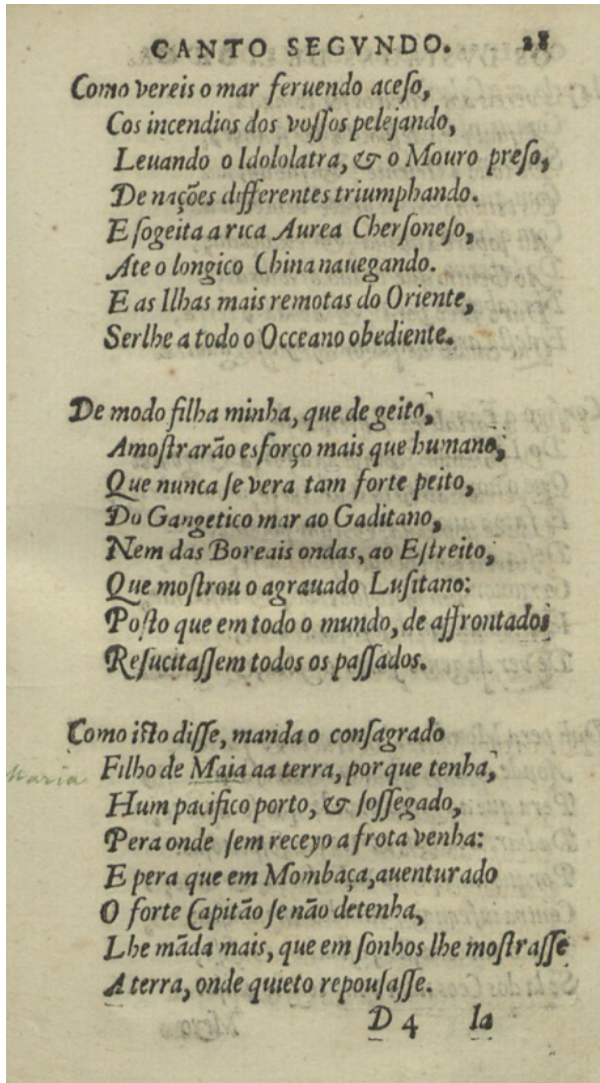 CANTO SEGVNDO. 28
Como vereis o mar feruendo aceſo,
Cos incendios dos voſſos pelejando,
Leuando o Idololatra, & o Mouro preſo,
De nações differentes triumphando.
E ſogeita a rica Aurea Cherſoneſo,
Ate o longico China nauegando.
E as Ilhas mais remotas do Oriente,
Serlhe a todo o Occeano obediente.
De modo filha minha, que de geito,
Amoſtrarão esforço mais que humano,
Que nunca ſe vera tam forte peito,
Do Gangetico mar ao Gaditano,
Nem das Boreais ondas, ao Eſtreito,
Que moſtrou o agrauado Luſitano:
Poſto que em todo o mundo, de affrontados
Reſucitaſſem todos os paſſados.
Como iſto diſſe, manda o conſagrado
Maria Filho de Maia aa terra, por que tenha,
Hum pacifico porto, & ſoſſegado,
Pera onde ſem receyo a frota venha:
E pera que em Mombaça, auenturado
O forte Capitão ſe não detenha,
Lhe mãda mais, que em ſonhos lhe moſtraſſe
A terra, onde quieto repouſaſſe.
D 4 Ia